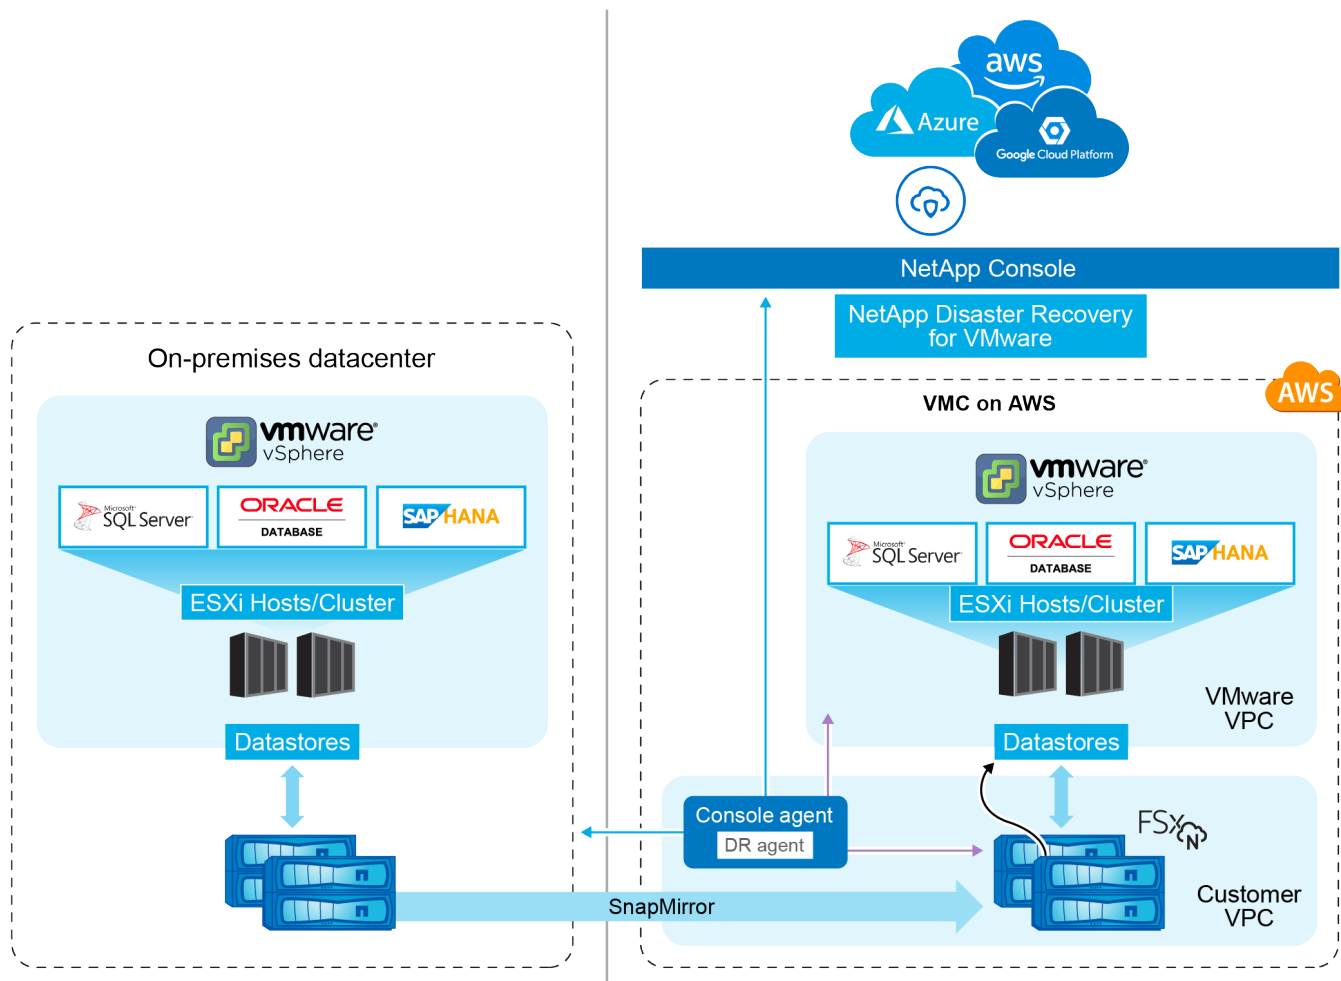 aws
Azure
Google Cloud Platform
NetApp Console
NetApp Disaster Recovery
for VMware
On-premises datacenter
vmware®
vSphere
Microsoft®
SQL Server
ORACLE
DATABASE
SAP HANA
ESXi Hosts/Cluster
Datastores
AWS
VMC on AWS
vmware®
vSphere
Microsoft®
SQL Server
ORACLE
DATABASE
SAP HANA
ESXi Hosts/Cluster
VMware
VPC
Datastores
Console agent
DR agent
FSx
N
Customer
VPC
SnapMirror